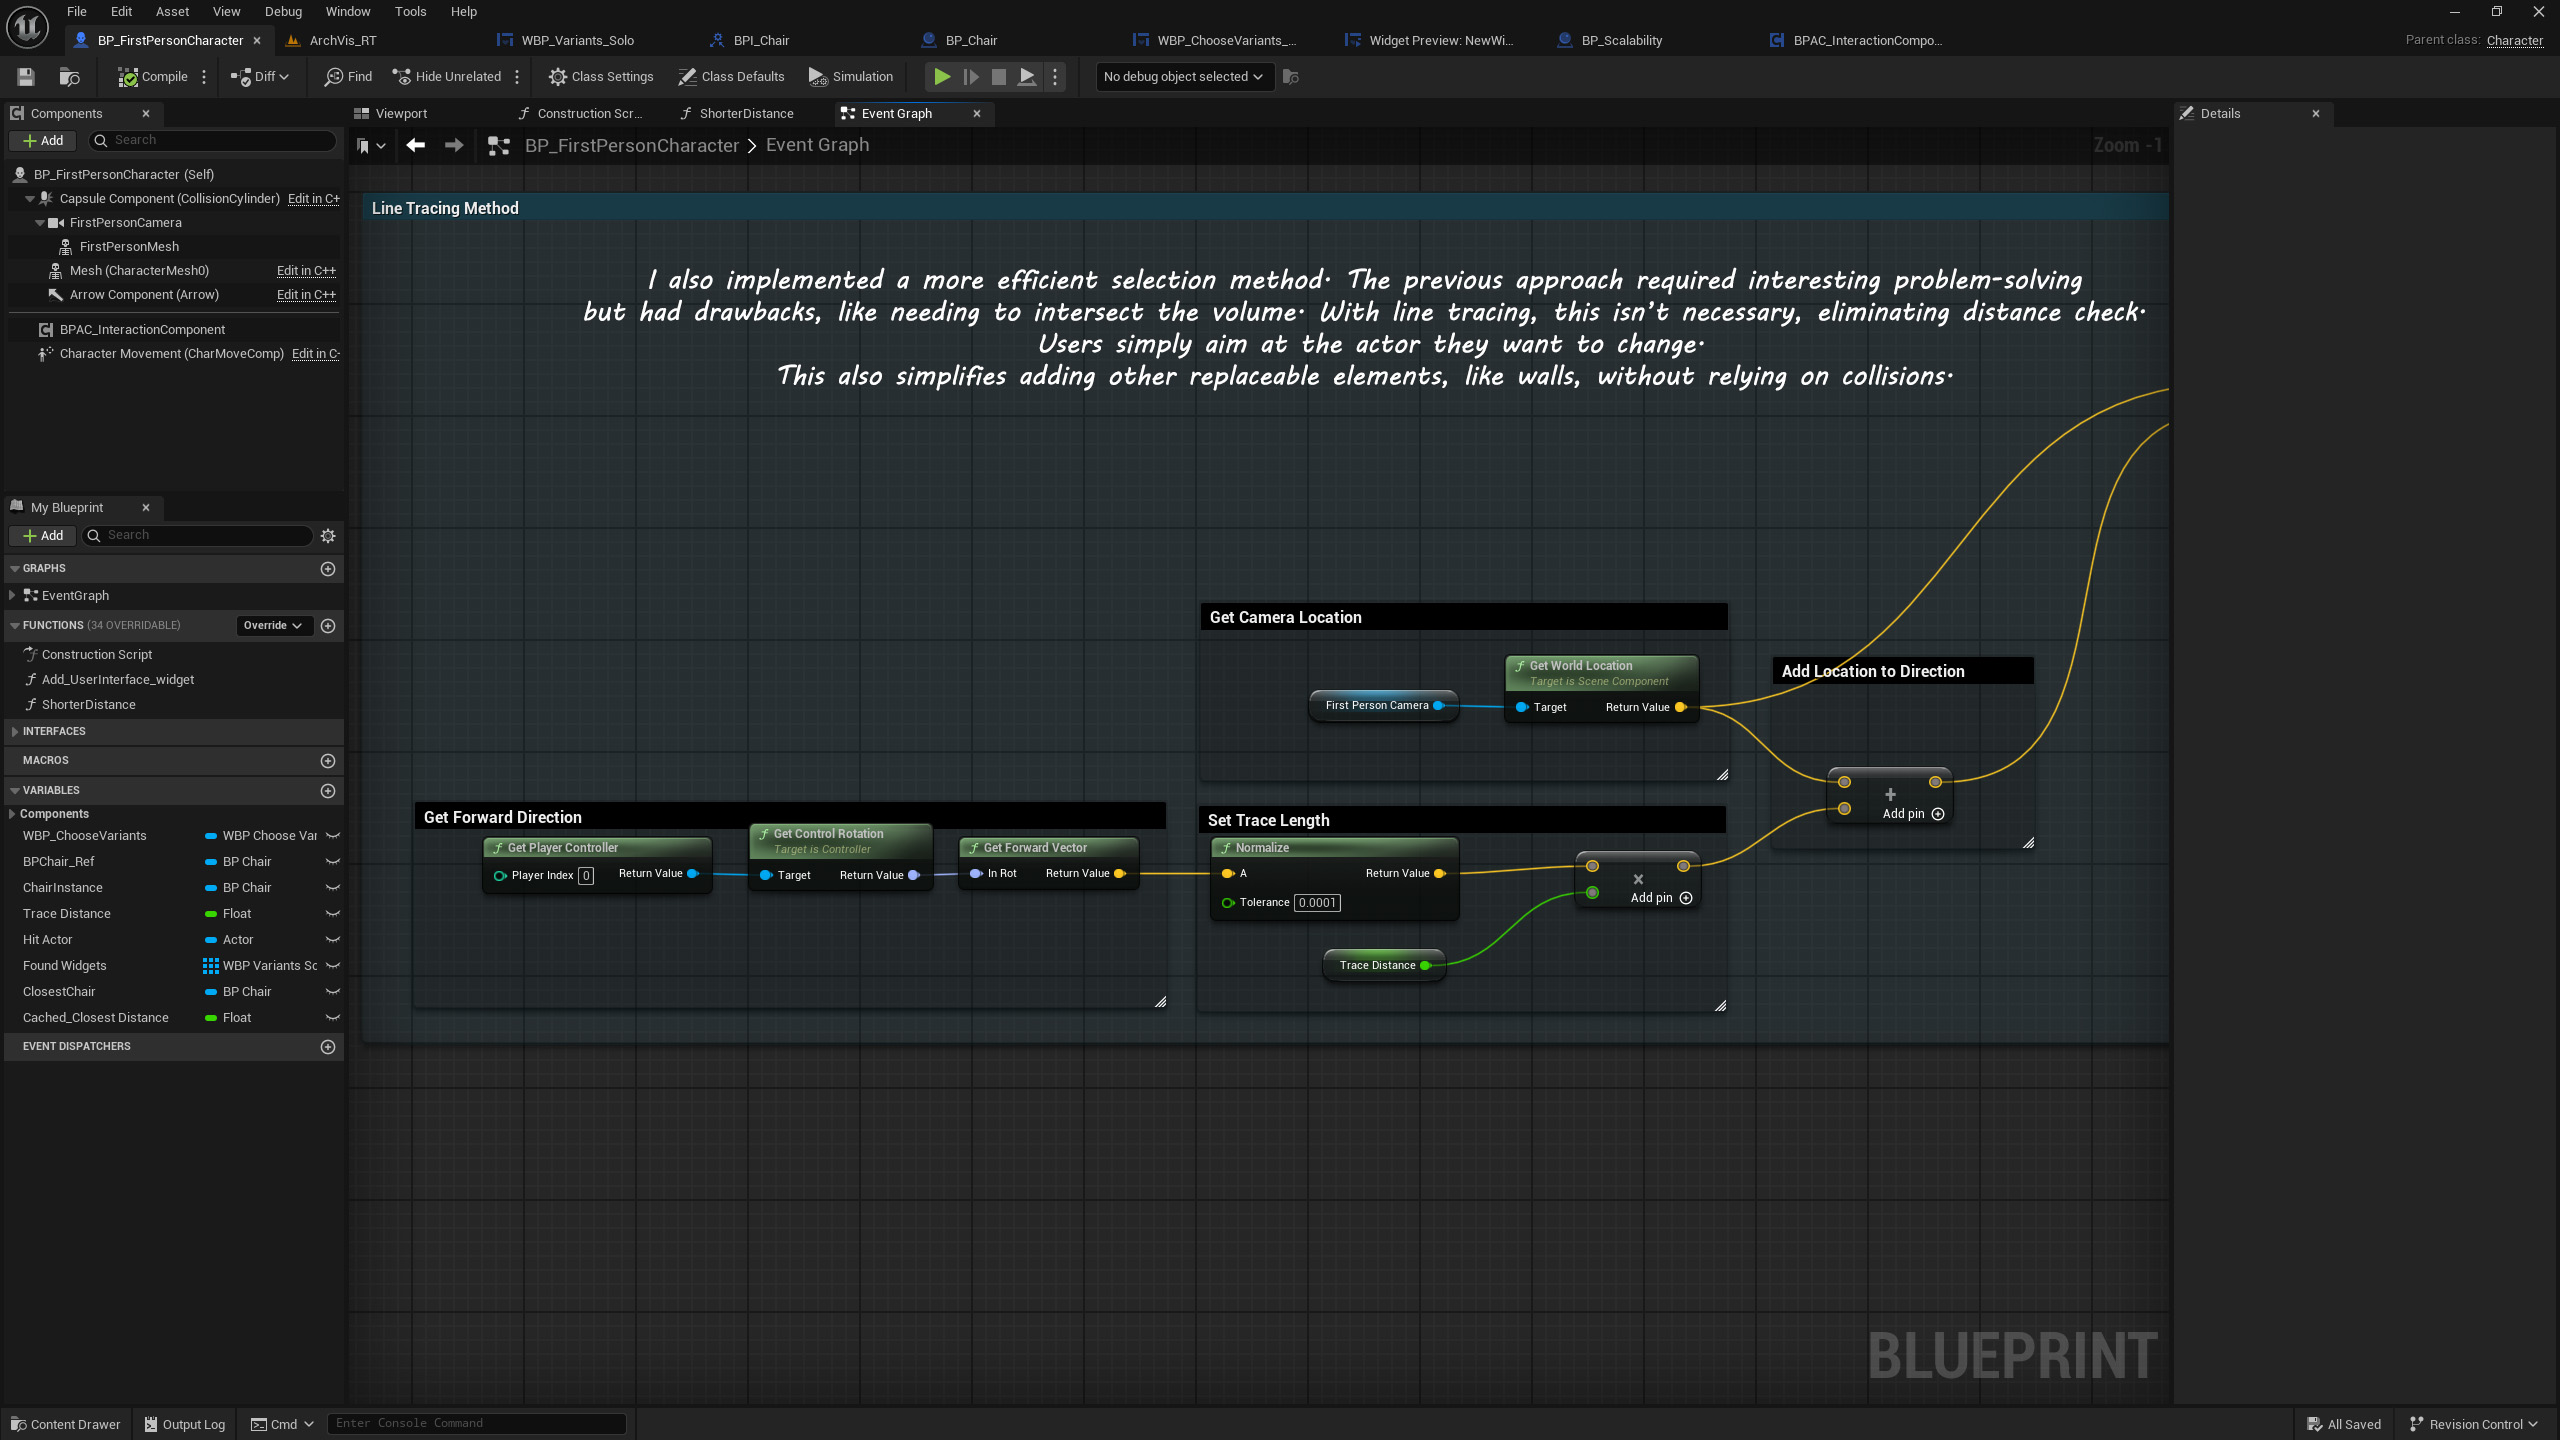 File Edit Asset View Debug Window Tools Help
BP_FirstPersonCharacter ArchVis_RT WBP_Variants_Solo BPI_Chair BP_Chair WBP_ChooseVariants_... Widget Preview: NewWi... BP_Scalability BPAC_InteractionCompo... Parent class: Character
Compile Diff Find Hide Unrelated Class Settings Class Defaults Simulation No debug object selected
Components
Viewport Construction Scr... ShorterDistance Event Graph
Details
Add Search
BP_FirstPersonCharacter > Event Graph
Zoom -1
BP_FirstPersonCharacter (Self)
Capsule Component (CollisionCylinder) Edit in C+
FirstPersonCamera
FirstPersonMesh
Mesh (CharacterMesh0) Edit in C++
Arrow Component (Arrow) Edit in C++
BPAC_InteractionComponent
Character Movement (CharMoveComp) Edit in C-
My Blueprint
Add Search
GRAPHS
EventGraph
FUNCTIONS (34 OVERRIDABLE) Override
Construction Script
Add_UserInterface_widget
ShorterDistance
INTERFACES
MACROS
VARIABLES
Components
WBP_ChooseVariants WBP Choose Var
BPChair_Ref BP Chair
ChairInstance BP Chair
Trace Distance Float
Hit Actor Actor
Found Widgets WBP Variants So
ClosestChair BP Chair
Cached_Closest Distance Float
EVENT DISPATCHERS
Line Tracing Method
I also implemented a more efficient selection method. The previous approach required interesting problem-solving
but had drawbacks, like needing to intersect the volume. With line tracing, this isn't necessary, eliminating distance check.
Users simply aim at the actor they want to change.
This also simplifies adding other replaceable elements, like walls, without relying on collisions.
Get Camera Location
First Person Camera
Get World Location
Target is Scene Component
Target Return Value
Add Location to Direction
+
Add pin
Get Forward Direction
Get Player Controller
Player Index 0 Return Value
Get Control Rotation
Target is Controller
Target Return Value
Get Forward Vector
In Rot Return Value
Set Trace Length
Normalize
A Return Value
Tolerance 0.0001
×
Add pin
Trace Distance
BLUEPRINT
Content Drawer Output Log Cmd Enter Console Command All Saved Revision Control